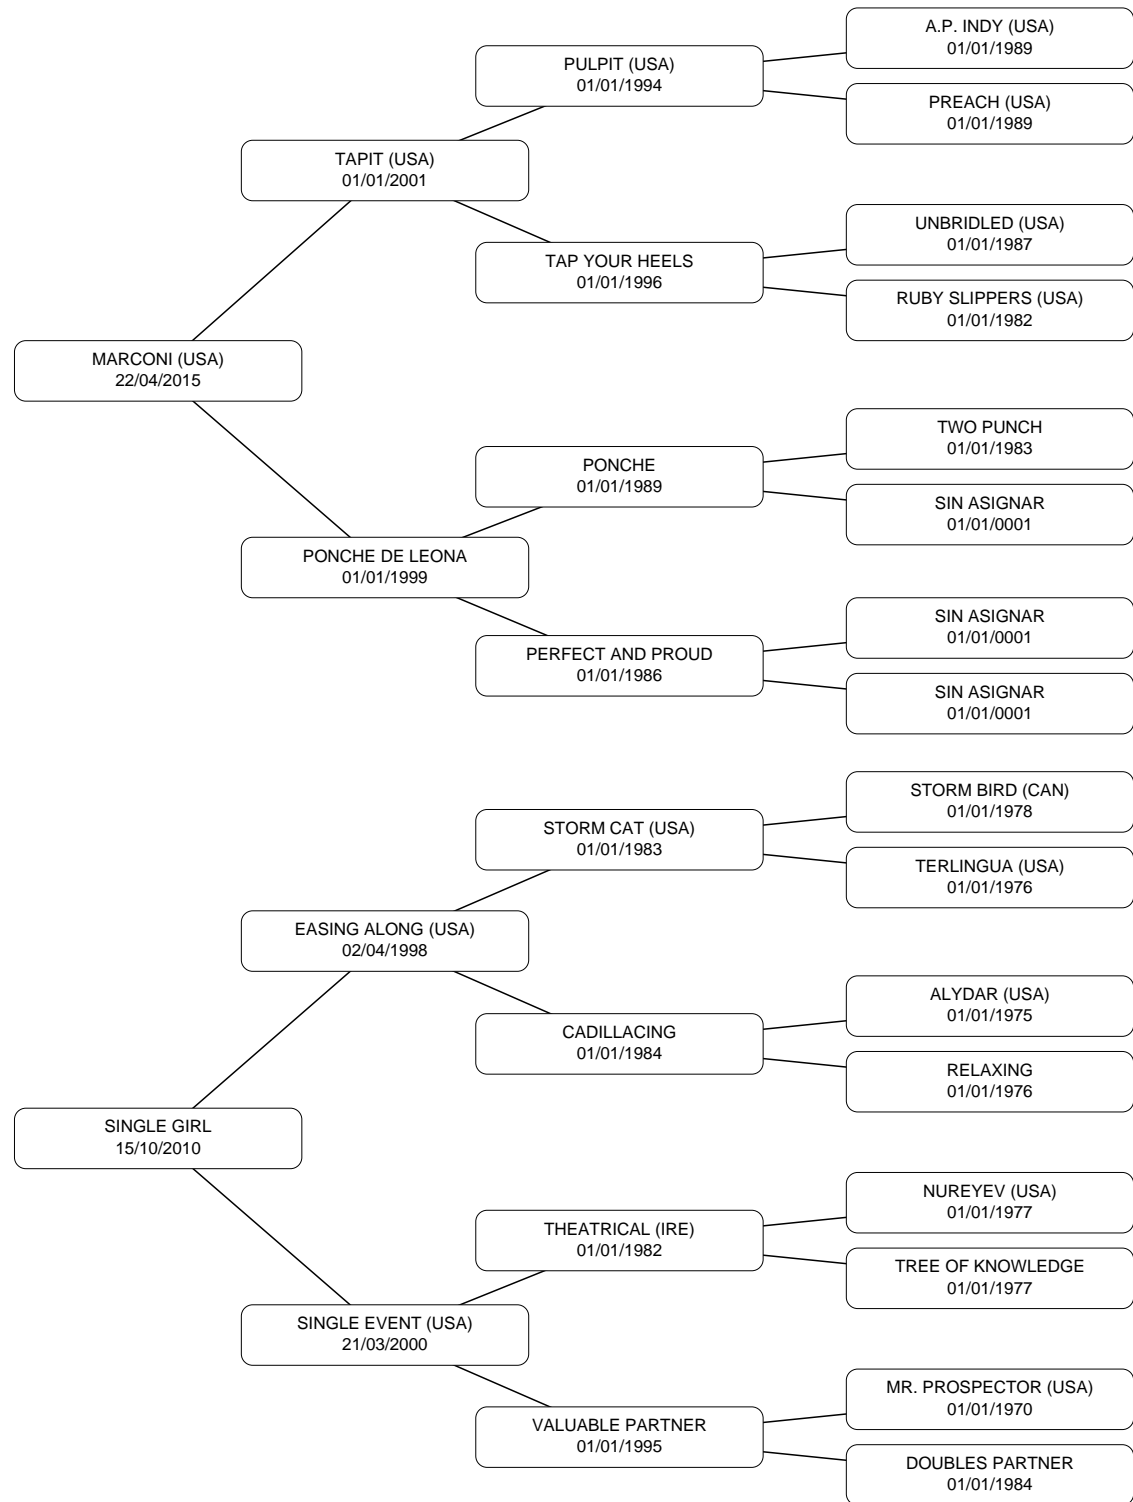 A.P. INDY (USA)
01/01/1989
PULPIT (USA)
01/01/1994
PREACH (USA)
01/01/1989
TAPIT (USA)
01/01/2001
UNBRIDLED (USA)
01/01/1987
TAP YOUR HEELS
01/01/1996
RUBY SLIPPERS (USA)
01/01/1982
MARCONI (USA)
22/04/2015
TWO PUNCH
01/01/1983
PONCHE
01/01/1989
SIN ASIGNAR
01/01/0001
PONCHE DE LEONA
01/01/1999
SIN ASIGNAR
01/01/0001
PERFECT AND PROUD
01/01/1986
SIN ASIGNAR
01/01/0001
STORM BIRD (CAN)
01/01/1978
STORM CAT (USA)
01/01/1983
TERLINGUA (USA)
01/01/1976
EASING ALONG (USA)
02/04/1998
ALYDAR (USA)
01/01/1975
CADILLACING
01/01/1984
RELAXING
01/01/1976
SINGLE GIRL
15/10/2010
NUREYEV (USA)
01/01/1977
THEATRICAL (IRE)
01/01/1982
TREE OF KNOWLEDGE
01/01/1977
SINGLE EVENT (USA)
21/03/2000
MR. PROSPECTOR (USA)
01/01/1970
VALUABLE PARTNER
01/01/1995
DOUBLES PARTNER
01/01/1984